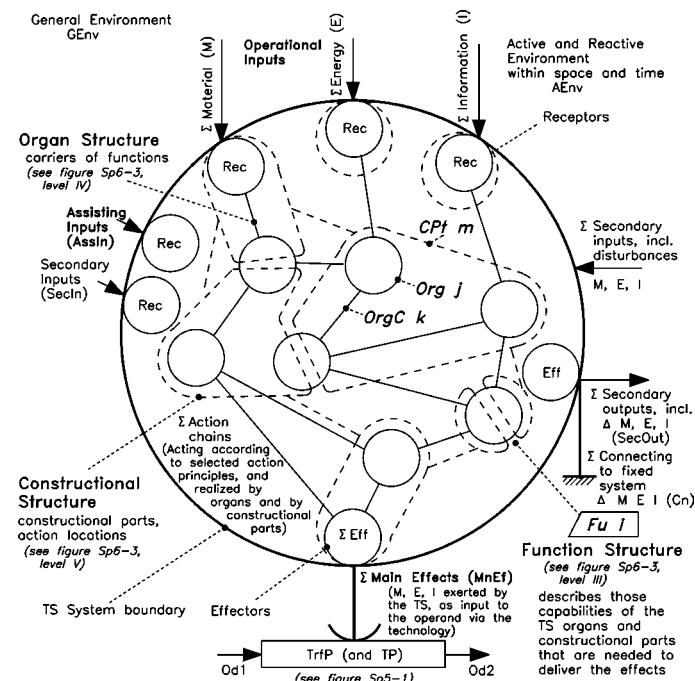 General Environment
GEnv
Σ Material (M)
Operational
Inputs
Σ Energy (E)
Σ Information (I)
Active and Reactive
Environment
within space and time
AEnv
Receptors
Rec
Rec
Rec
Organ Structure
carriers of functions
(see figure Sp6-3,
level IV)
Assisting
Inputs
(AssIn)
Rec
Secondary
Inputs
(SecIn)
Rec
CPf m
Org j
OrgC k
Σ Secondary
inputs, incl.
disturbances
M, E, I
Eff
Σ Secondary
outputs, incl.
Δ M, E, I
(SecOut)
Σ Connecting
to fixed
system
Δ M E I (Cn)
Σ Action
chains
(Acting according
to selected action
principles, and
realized by
organs and by
constructional
parts)
Constructional
Structure
constructional parts,
action locations
(see figure Sp6-3,
level V)
Σ Eff
Fu i
Function Structure
(see figure Sp6-3,
level III)
describes those
capabilities of the
TS organs and
constructional parts
that are needed to
deliver the effects
TS System boundary
Effectors
Σ Main Effects (MnEf)
(M, E, I exerted by
the TS, as input to
the operand via the
technology)
Od1
TrfP (and TP)
Od2
(see figure Sp5-1)